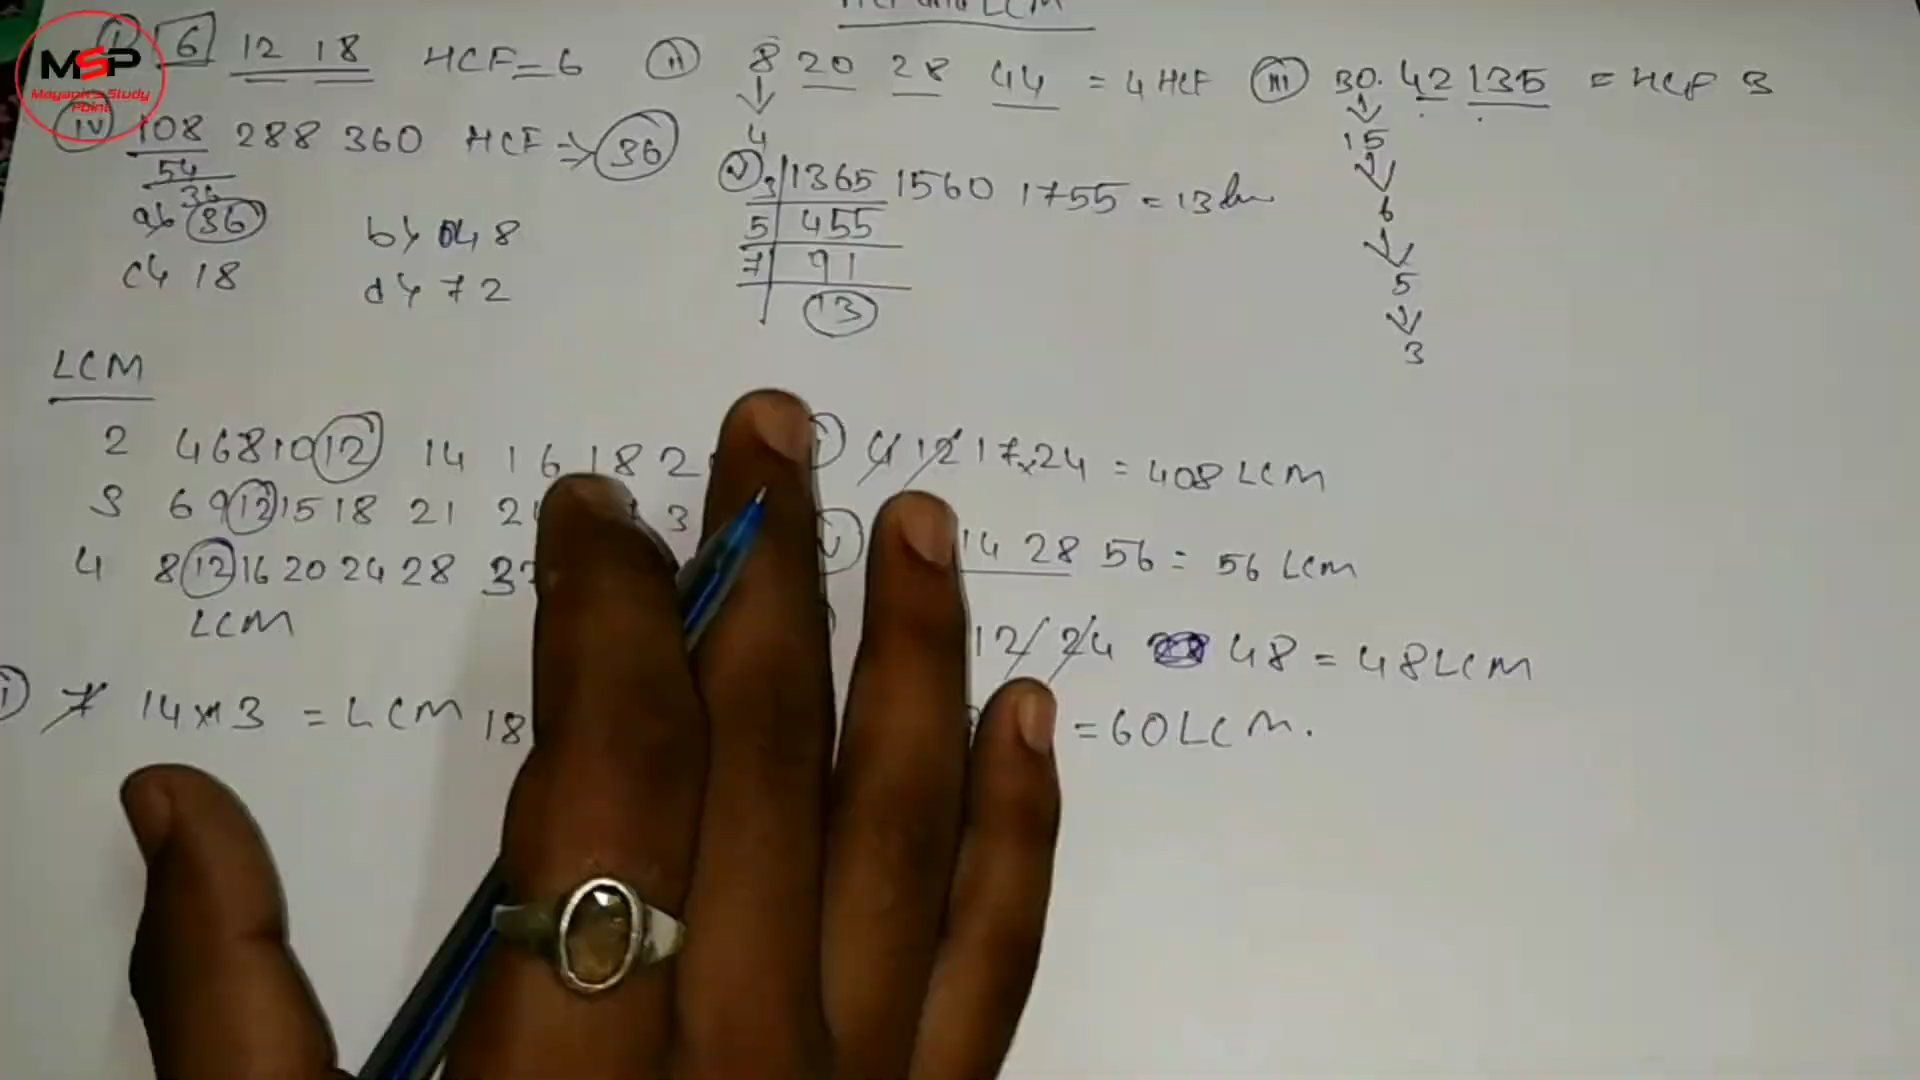 HCF and LCM
MSP
Mayank's Study
Point
6 12 18 HCF=6
(ii) 8 20 28 44 = 4 HCF
4
(iii) 30. 42 135 = HCF 3
15
6
5
3
(iv) 108 288 360 HCF => 36
54
36
a) 36 b) 48
c) 18 d) 72
(v) 3 1365 1560 1755 = 13
5 455
7 91
13
LCM
2 4 6 8 10 12 14 16 18 2
3 6 9 12 15 18 21 3
4 8 12 16 20 24 28
LCM
(i) 7 14 x 13 = LCM 18
4 12 17 x 24 = 408 LCM
14 28 56 = 56 LCM
12 24 48 = 48 LCM
= 60 LCM.